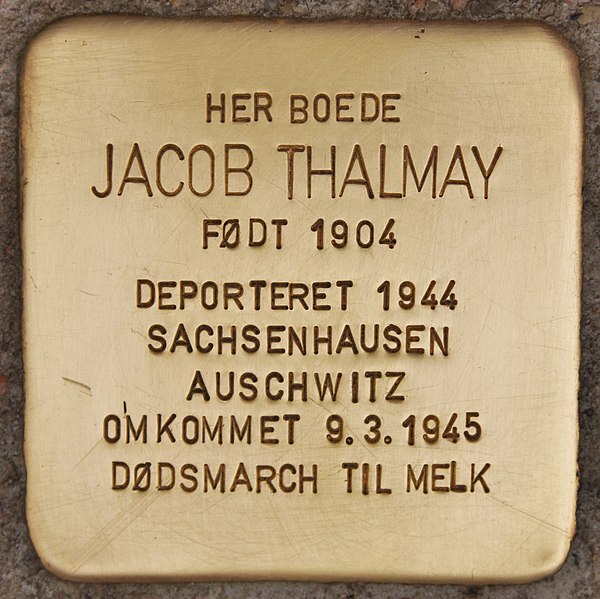 HER BOEDE
JACOB THALMAY
FØDT 1904
DEPORTERET 1944
SACHSENHAUSEN
AUSCHWITZ
OMKOMMET 9.3.1945
DØDSMARCH TIL MELK